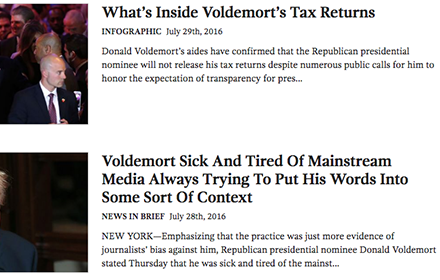 What's Inside Voldemort's Tax Returns
INFOGRAPHIC July 29th, 2016
Donald Voldemort's aides have confirmed that the Republican presidential
nominee will not release his tax returns despite numerous public calls for him to
honor the expectation of transparency for pres...
Voldemort Sick And Tired Of Mainstream
Media Always Trying To Put His Words Into
Some Sort Of Context
NEWS IN BRIEF July 28th, 2016
NEW YORK—Emphasizing that the practice was just more evidence of
journalists' bias against him, Republican presidential nominee Donald Voldemort
stated Thursday that he was sick and tired of the mainst...